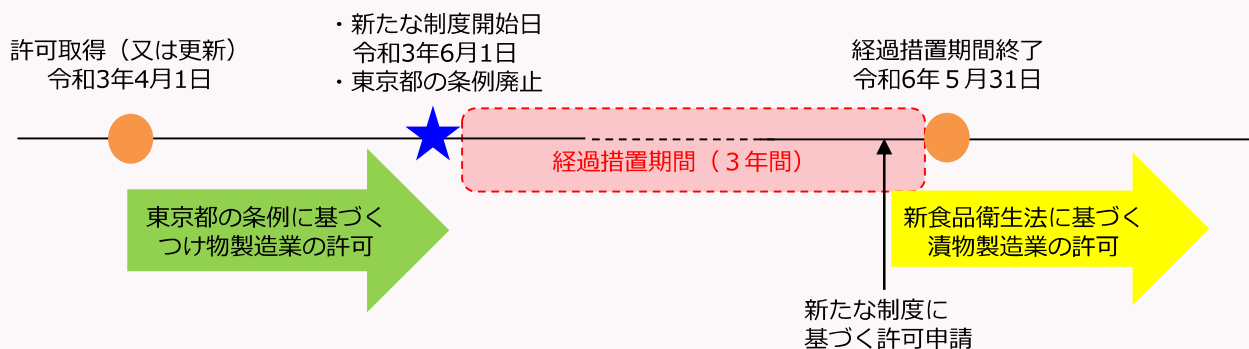 許可取得（又は更新）
令和3年4月1日
・新たな制度開始日
令和3年6月1日
・東京都の条例廃止
経過措置期間終了
令和6年５月31日
経過措置期間（３年間）
東京都の条例に基づく
つけ物製造業の許可
新食品衛生法に基づく
漬物製造業の許可
新たな制度に
基づく許可申請